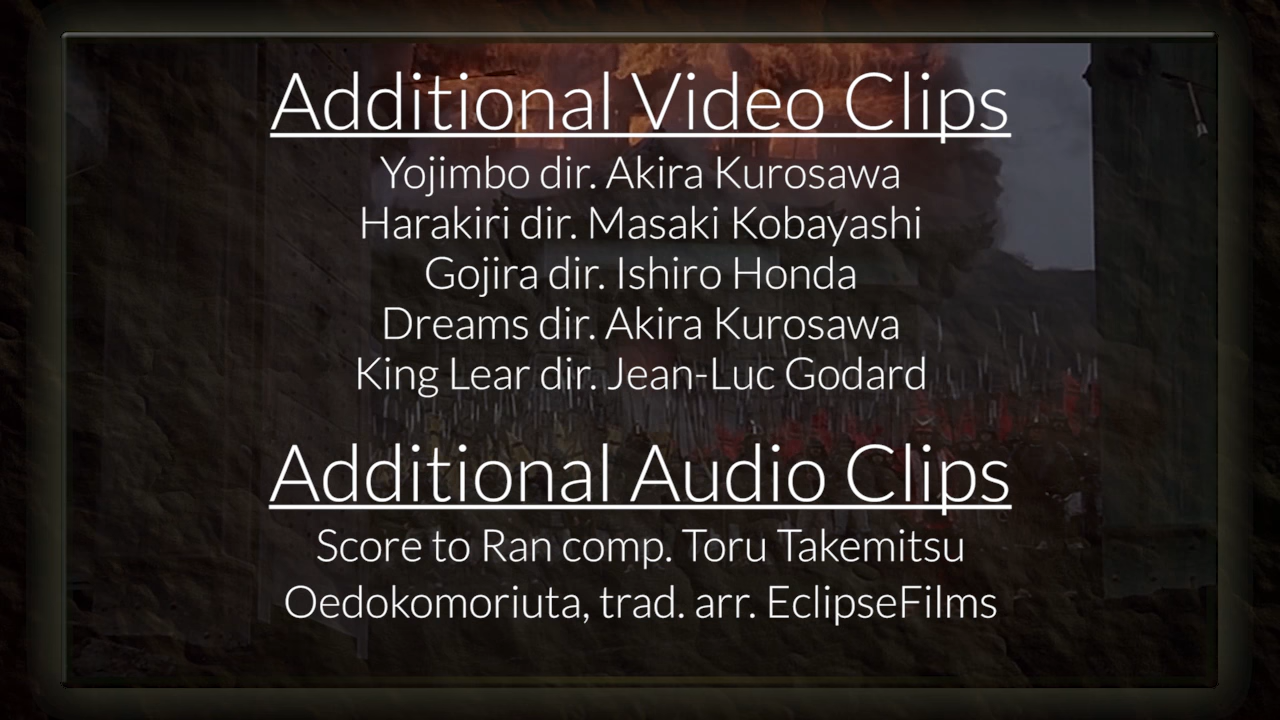 Additional Video Clips
Yojimbo dir. Akira Kurosawa
Harakiri dir. Masaki Kobayashi
Gojira dir. Ishiro Honda
Dreams dir. Akira Kurosawa
King Lear dir. Jean-Luc Godard
Additional Audio Clips
Score to Ran comp. Toru Takemitsu
Oedokomoriuta, trad. arr. EclipseFilms